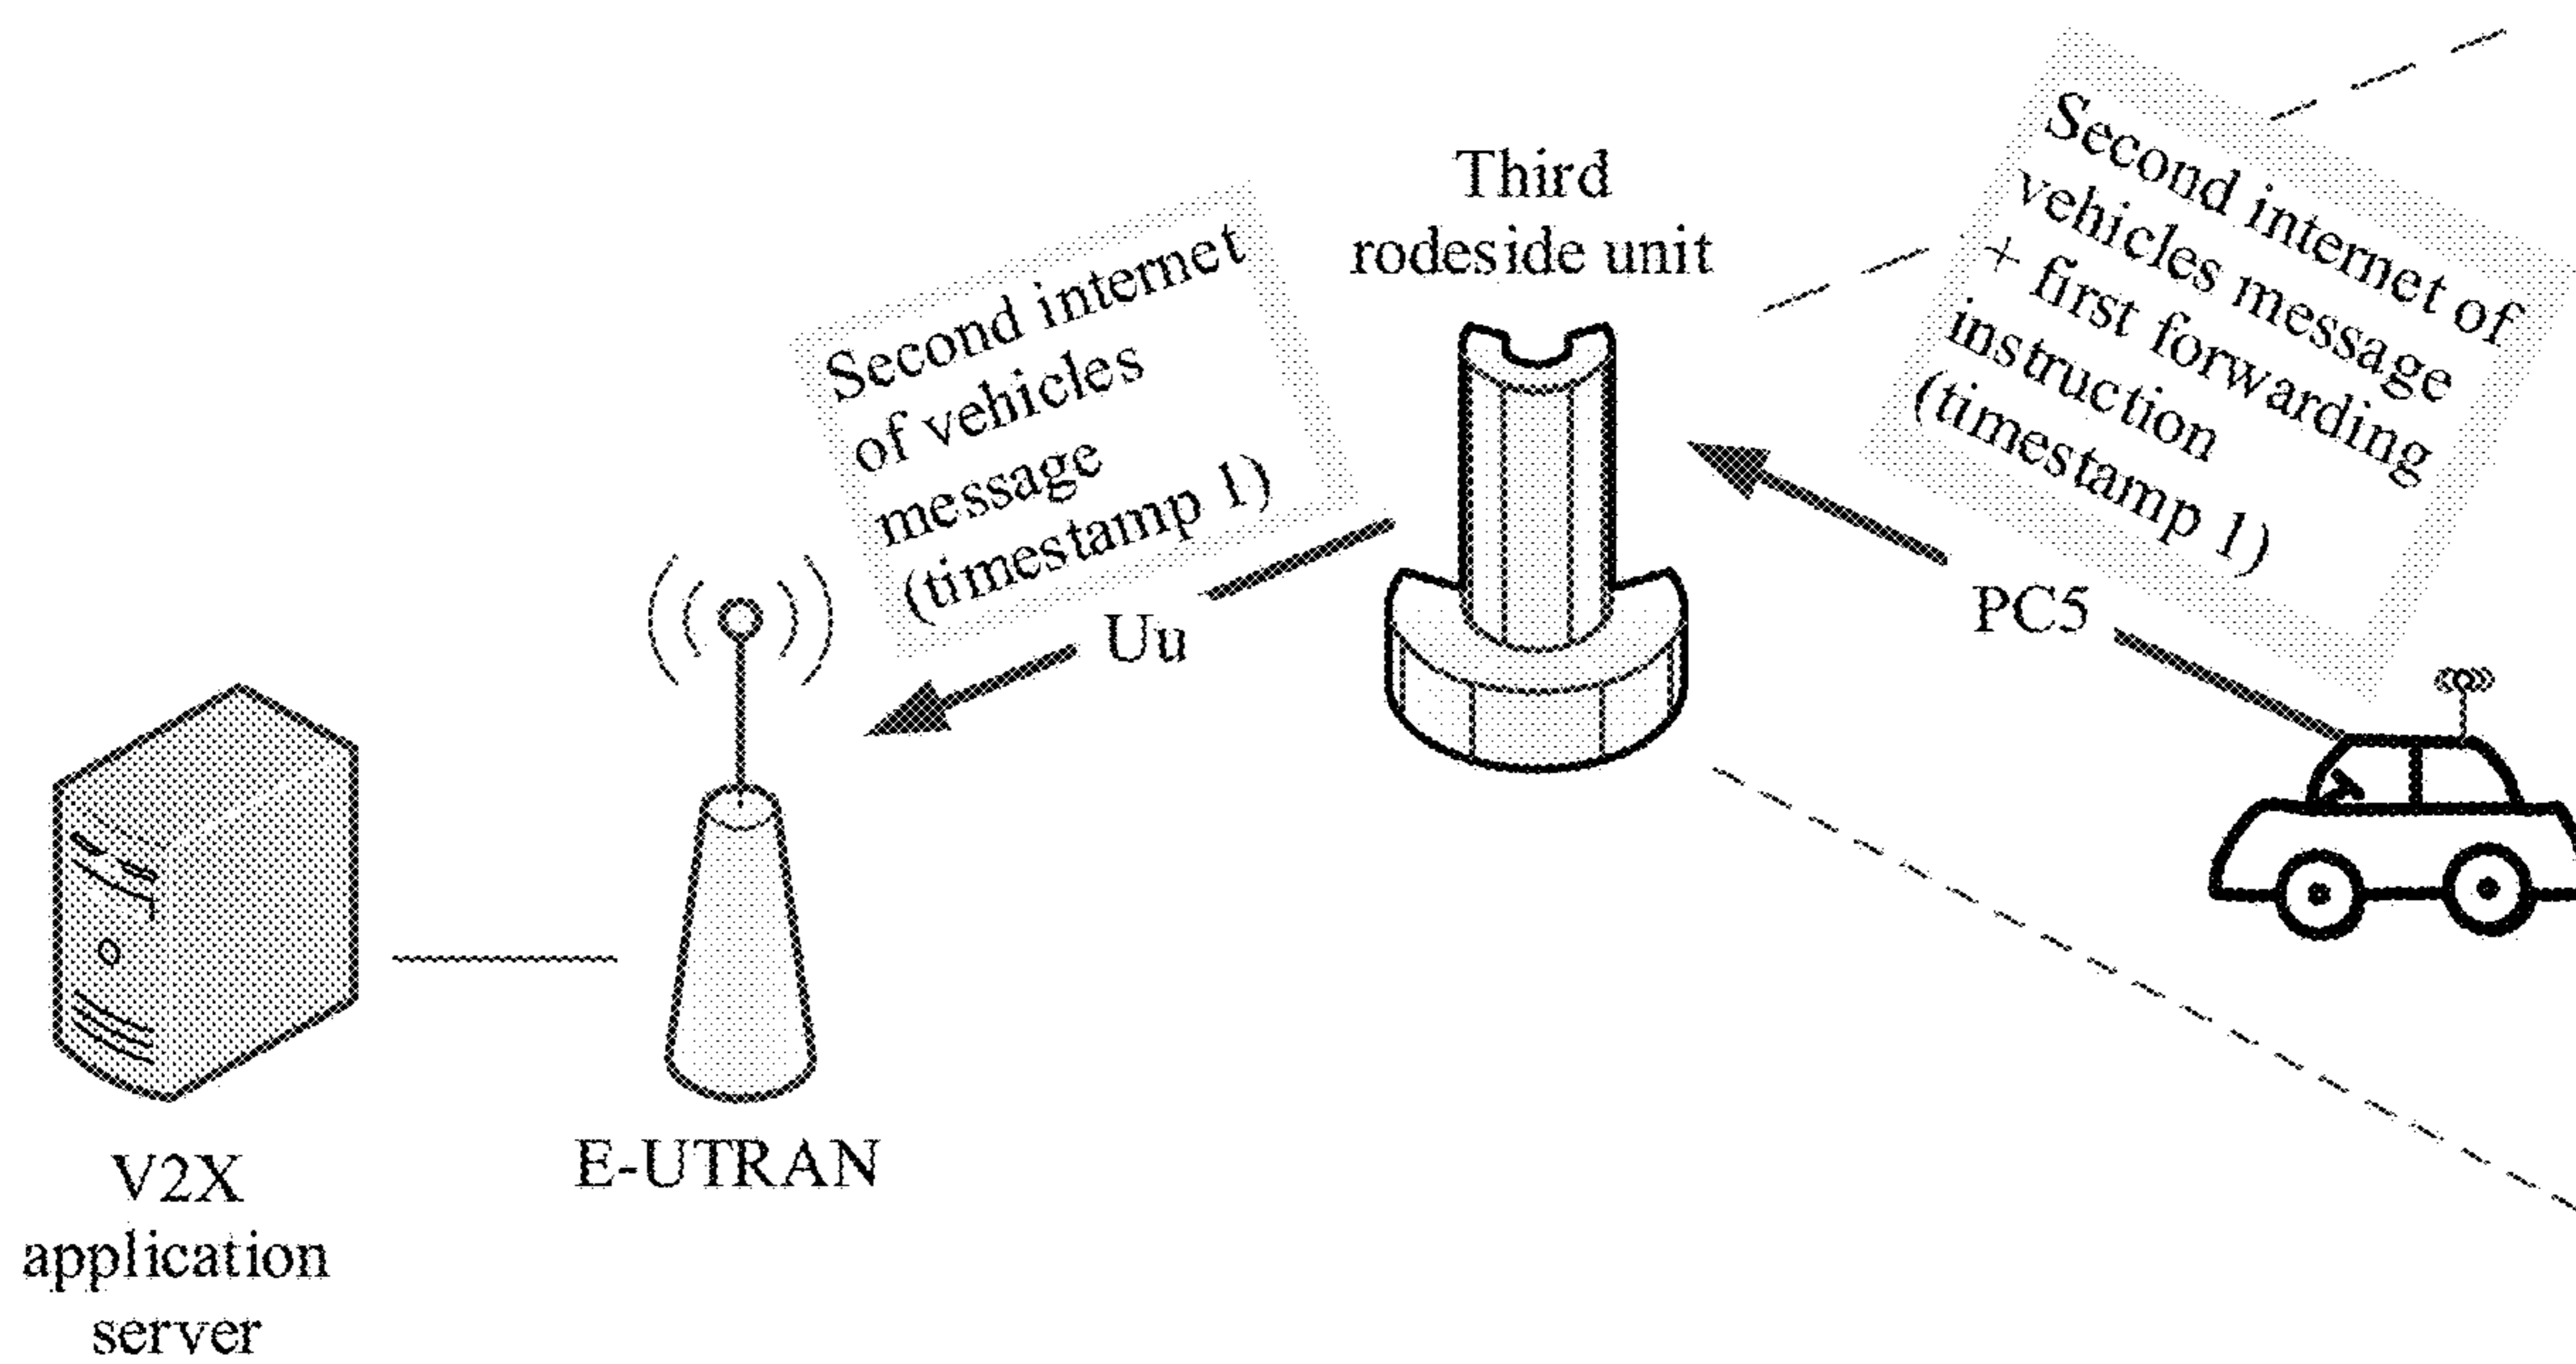 Third
rodeside unit
Second internet
of vehicles
message
(timestamp 1)
Second internet of
vehicles message
+ first forwarding
instruction
(timestamp 1)
Uu
PC5
E-UTRAN
V2X
application
server